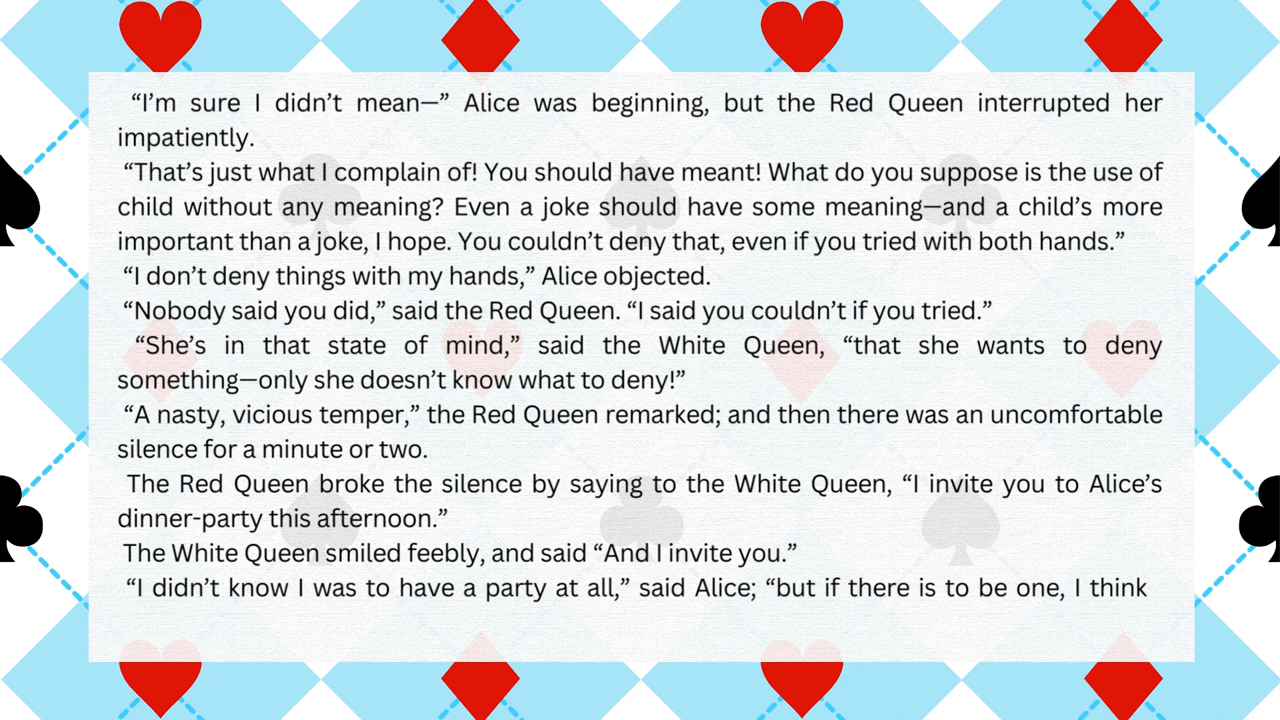 “I’m sure I didn’t mean—” Alice was beginning, but the Red Queen interrupted her
impatiently.
“That’s just what I complain of! You should have meant! What do you suppose is the use of
child without any meaning? Even a joke should have some meaning—and a child’s more
important than a joke, I hope. You couldn’t deny that, even if you tried with both hands.”
“I don’t deny things with my hands,” Alice objected.
“Nobody said you did,” said the Red Queen. “I said you couldn’t if you tried.”
“She’s in that state of mind,” said the White Queen, “that she wants to deny
something—only she doesn’t know what to deny!”
“A nasty, vicious temper,” the Red Queen remarked; and then there was an uncomfortable
silence for a minute or two.
The Red Queen broke the silence by saying to the White Queen, “I invite you to Alice’s
dinner-party this afternoon.”
The White Queen smiled feebly, and said “And I invite you.”
“I didn’t know I was to have a party at all,” said Alice; “but if there is to be one, I think